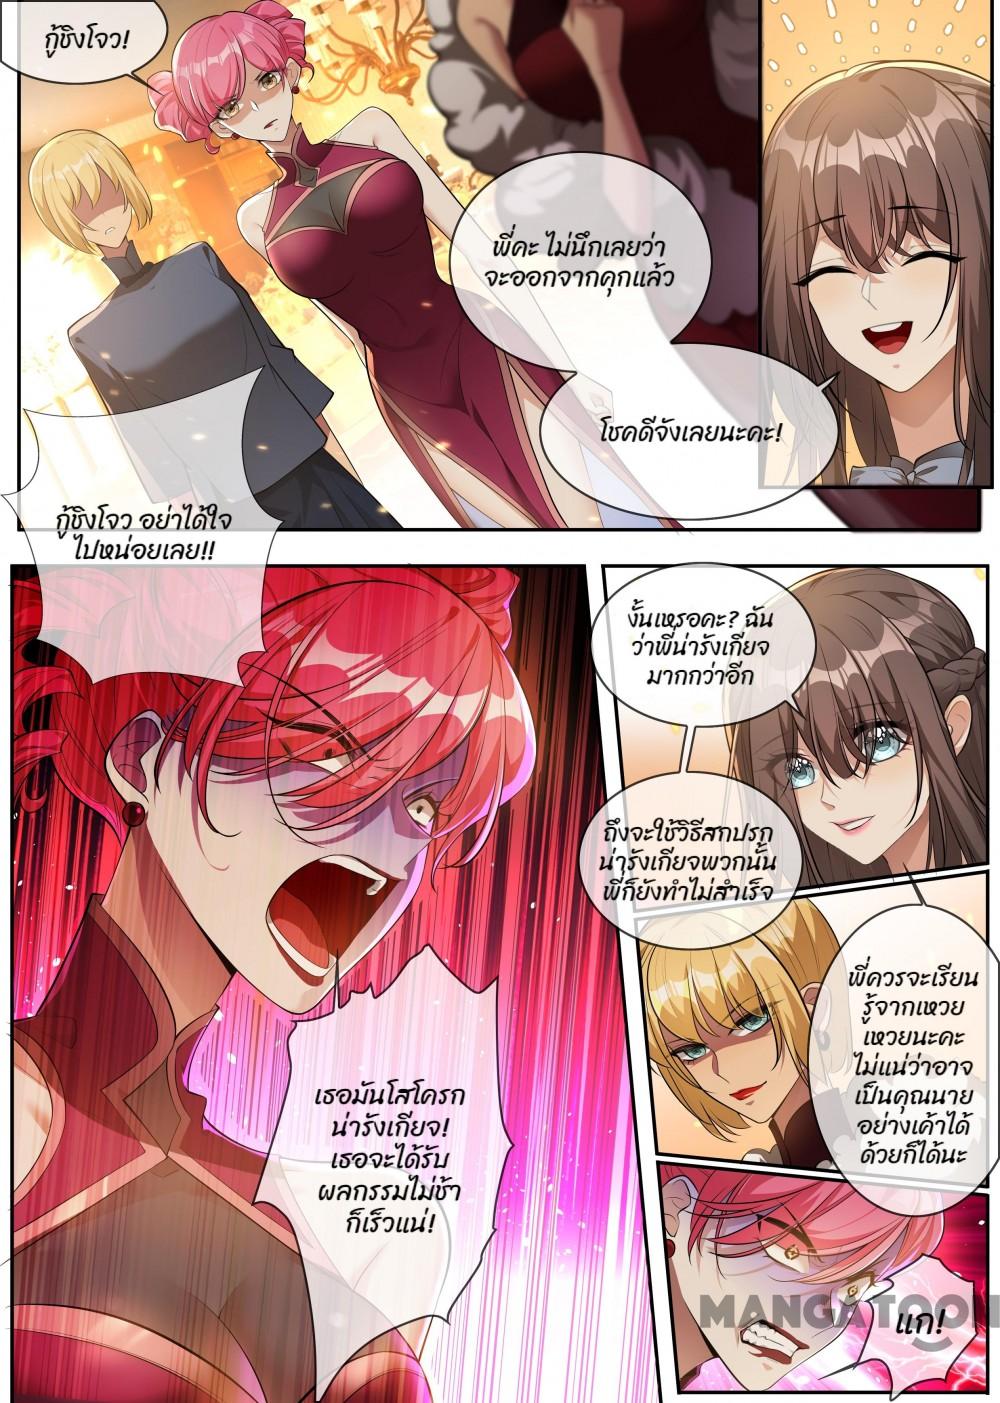 กู้ชิงโจว!
พี่คะ ไม่นึกเลยว่า
จะออกจากคุกแล้ว
โชคดีจังเลยนะคะ!
กู้ชิงโจว อย่าได้ใจ
ไปหน่อยเลย!!
งั้นเหรอคะ? ฉัน
ว่าพี่น่ารังเกียจ
มากกว่าอีก
ถึงจะใช้วิธีสกปรก
น่ารังเกียจพวกนั้น
พี่ก็ยังทำไม่สำเร็จ
พี่ควรจะเรียน
รู้จากเหวย
เหวยนะคะ
ไม่แน่ว่าอาจ
เป็นคุณนาย
อย่างเค้าได้
ด้วยก็ได้นะ
เธอมันโสโครก
น่ารังเกียจ!
เธอจะได้รับ
ผลกรรมไม่ช้า
ก็เร็วแน่!
แก!
MANGATOON